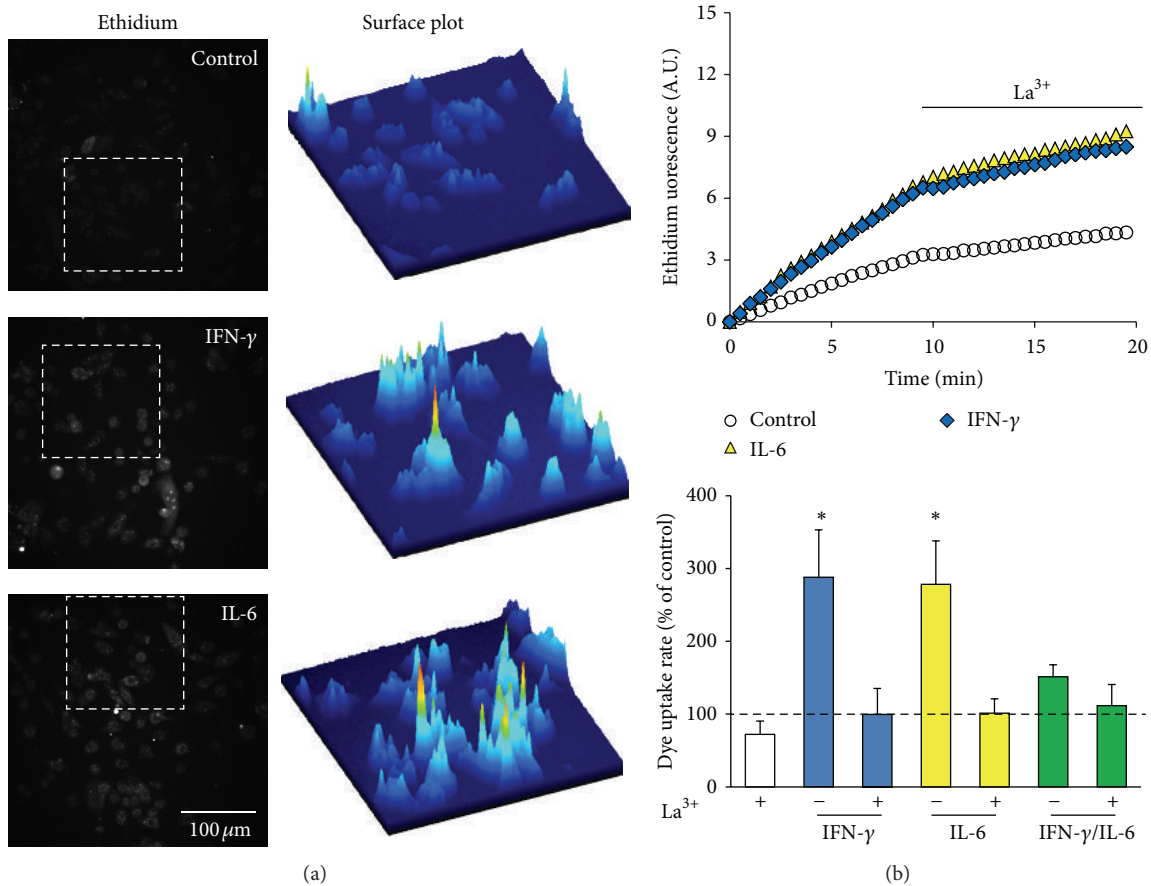 Ethidium
Surface plot
Control
IFN-γ
IL-6
100 μm
(a)
15
12
9
6
3
0
Ethidium uorescence (A.U.)
La³⁺
0 5 10 15 20
Time (min)
Control
IFN-γ
IL-6
400
300
200
100
0
Dye uptake rate (% of control)
* *
La³⁺ + − + − + − +
IFN-γ IL-6 IFN-γ/IL-6
(b)